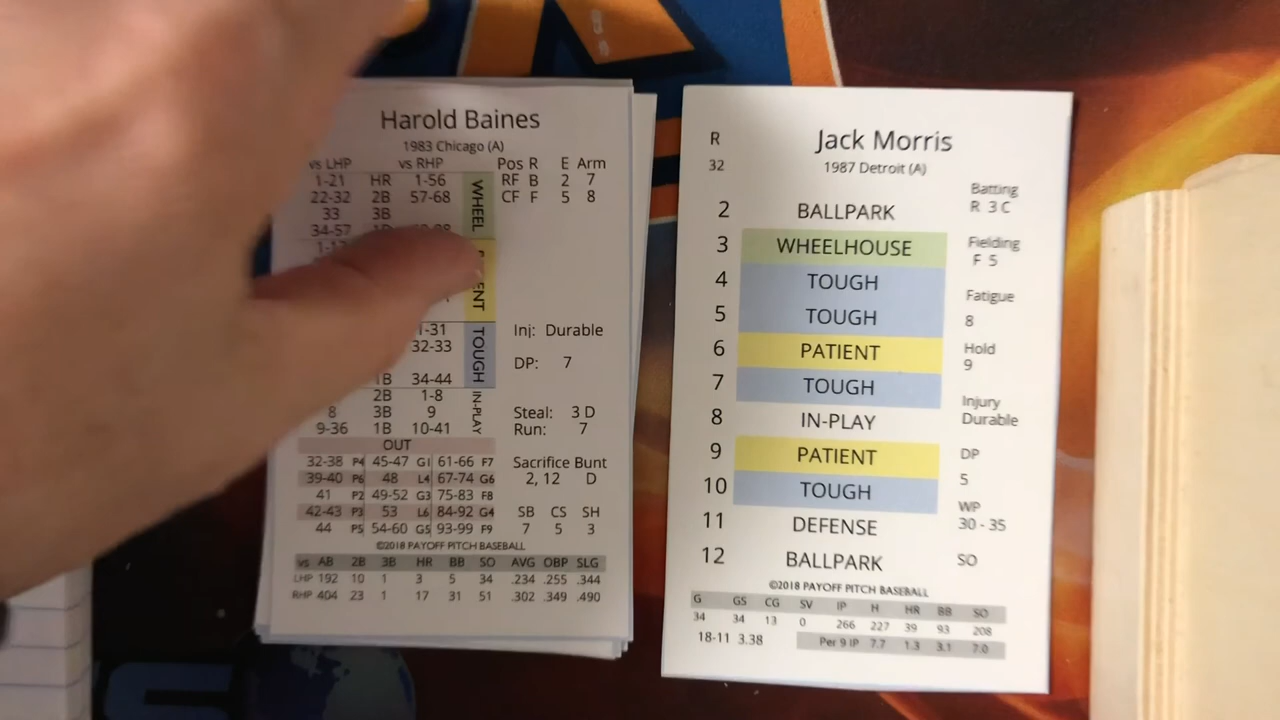 Harold Baines
1983 Chicago (A)
vs LHP vs RHP Pos R E Arm
1-21 HR 1-56 RF B 2 7
22-32 2B 57-68 CF F 5 8
33 3B
34-57
WHEEL
ENT
1-31
32-33
1B 34-44
TOUGH
2B 1-8
8 3B 9
9-36 1B 10-41
IN-PLAY
Inj: Durable
DP: 7
Steal: 3 D
Run: 7
OUT
32-38 P4 45-47 G1 61-66 F7
39-40 P6 48 L4 67-74 G6
41 P2 49-52 G3 75-83 F8
42-43 P3 53 L6 84-92 G4
44 P5 54-60 G5 93-99 F9
Sacrifice Bunt
2, 12 D
SB CS SH
7 5 3
©2018 PAYOFF PITCH BASEBALL
vs AB 2B 3B HR BB SO AVG OBP SLG
LHP 192 10 1 3 5 34 .234 .255 .344
RHP 404 23 1 17 31 51 .302 .349 .490
R
32
Jack Morris
1987 Detroit (A)
2 BALLPARK
3 WHEELHOUSE
4 TOUGH
5 TOUGH
6 PATIENT
7 TOUGH
8 IN-PLAY
9 PATIENT
10 TOUGH
11 DEFENSE
12 BALLPARK
Batting
R 3 C
Fielding
F 5
Fatigue
8
Hold
9
Injury
Durable
DP
5
WP
30 - 35
SO
©2018 PAYOFF PITCH BASEBALL
G GS CG SV IP H HR BB SO
34 34 13 0 266 227 39 93 208
18-11 3.38 Per 9 IP 7.7 1.3 3.1 7.0